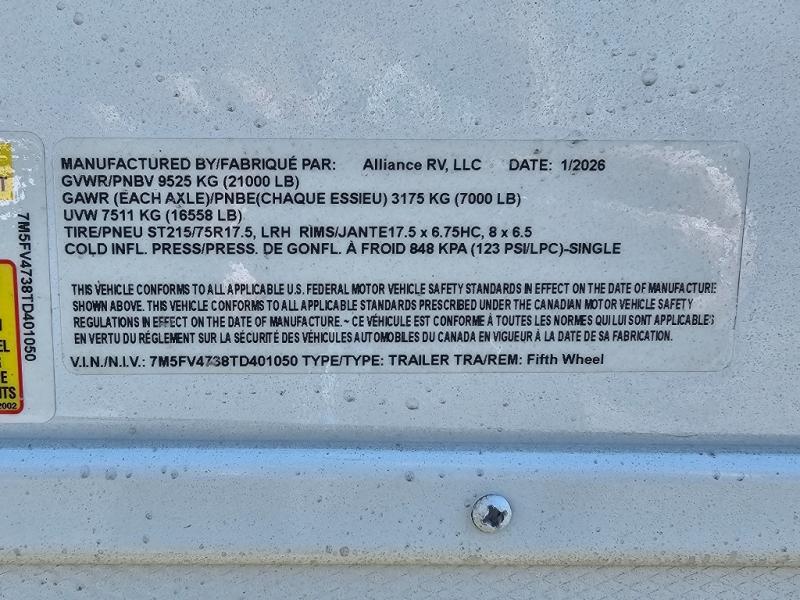 MANUFACTURED BY/FABRIQUÉ PAR: Alliance RV, LLC DATE: 1/2026
GVWR/PNBV 9525 KG (21000 LB)
GAWR (EACH AXLE)/PNBE(CHAQUE ESSIEU) 3175 KG (7000 LB)
UVW 7511 KG (16558 LB)
TIRE/PNEU ST215/75R17.5, LRH RIMS/JANTE17.5 x 6.75HC, 8 x 6.5
COLD INFL. PRESS/PRESS. DE GONFL. À FROID 848 KPA (123 PSI/LPC)-SINGLE
THIS VEHICLE CONFORMS TO ALL APPLICABLE U.S. FEDERAL MOTOR VEHICLE SAFETY STANDARDS IN EFFECT ON THE DATE OF MANUFACTURE
SHOWN ABOVE. THIS VEHICLE CONFORMS TO ALL APPLICABLE STANDARDS PRESCRIBED UNDER THE CANADIAN MOTOR VEHICLE SAFETY
REGULATIONS IN EFFECT ON THE DATE OF MANUFACTURE.~ CE VÉHICULE EST CONFORME À TOUTES LES NORMES QUI LUI SONT APPLICABLES
EN VERTU DU RÉGLEMENT SUR LA SÉCURITÉ DES VÉHICULES AUTOMOBILES DU CANADA EN VIGUEUR À LA DATE DE SA FABRICATION.
V.I.N./N.I.V.: 7M5FV4738TD401050 TYPE/TYPE: TRAILER TRA/REM: Fifth Wheel
7M5FV4738TD401050
T
N
EL
R
E
TS
2002